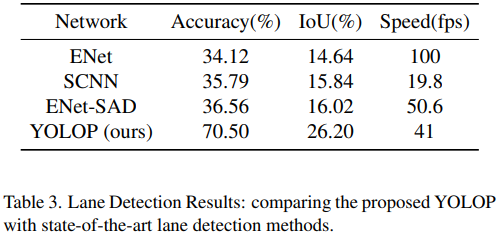 Network Accuracy(%) IoU(%) Speed(fps)
ENet 34.12 14.64 100
SCNN 35.79 15.84 19.8
ENet-SAD 36.56 16.02 50.6
YOLOP (ours) 70.50 26.20 41
Table 3. Lane Detection Results: comparing the proposed YOLOP
with state-of-the-art lane detection methods.